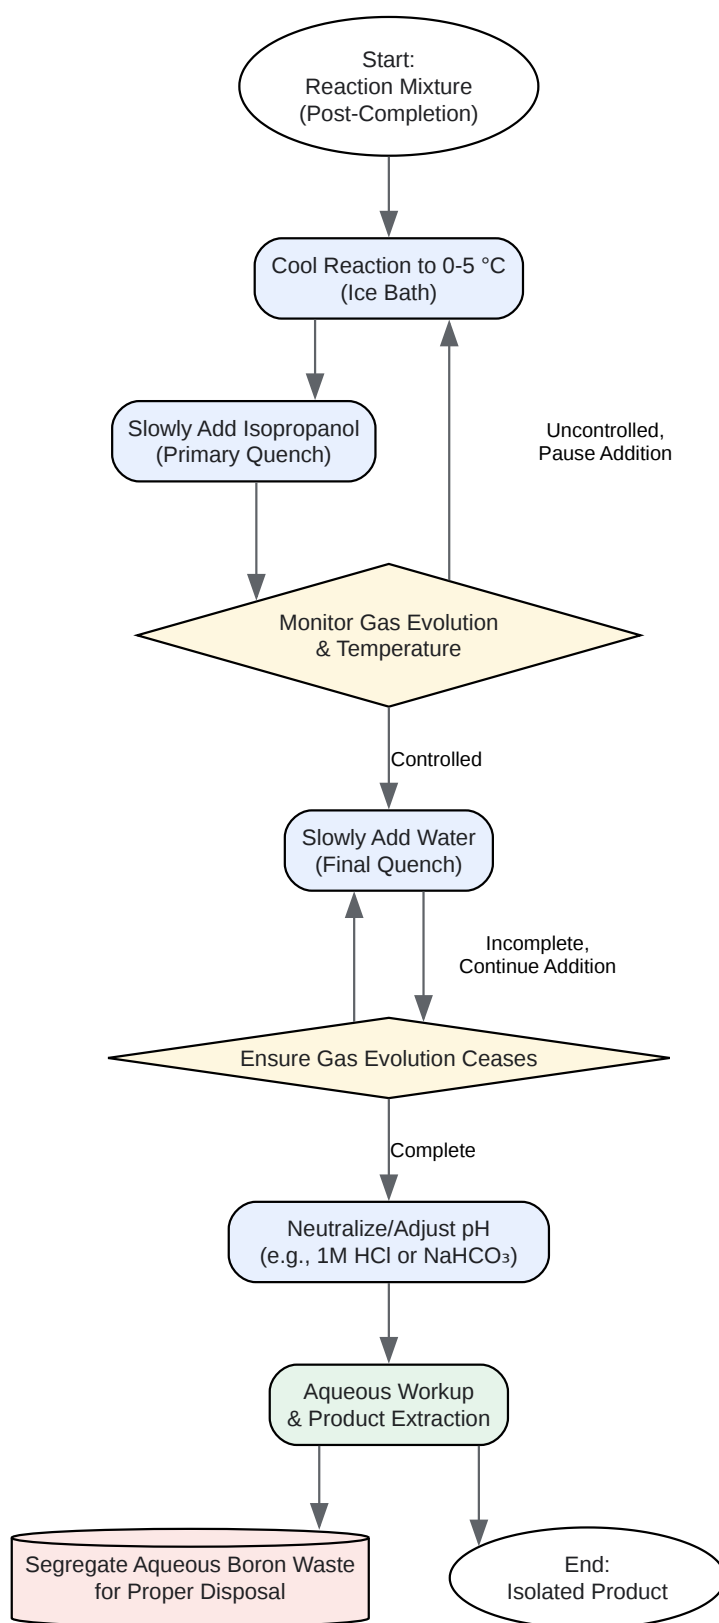 Start:
Reaction Mixture
(Post-Completion)
Cool Reaction to 0-5 °C
(Ice Bath)
Slowly Add Isopropanol
(Primary Quench)
Uncontrolled,
Pause Addition
Monitor Gas Evolution
& Temperature
Controlled
Slowly Add Water
(Final Quench)
Incomplete,
Continue Addition
Ensure Gas Evolution Ceases
Complete
Neutralize/Adjust pH
(e.g., 1M HCl or NaHCO₃)
Aqueous Workup
& Product Extraction
Segregate Aqueous Boron Waste
for Proper Disposal
End:
Isolated Product